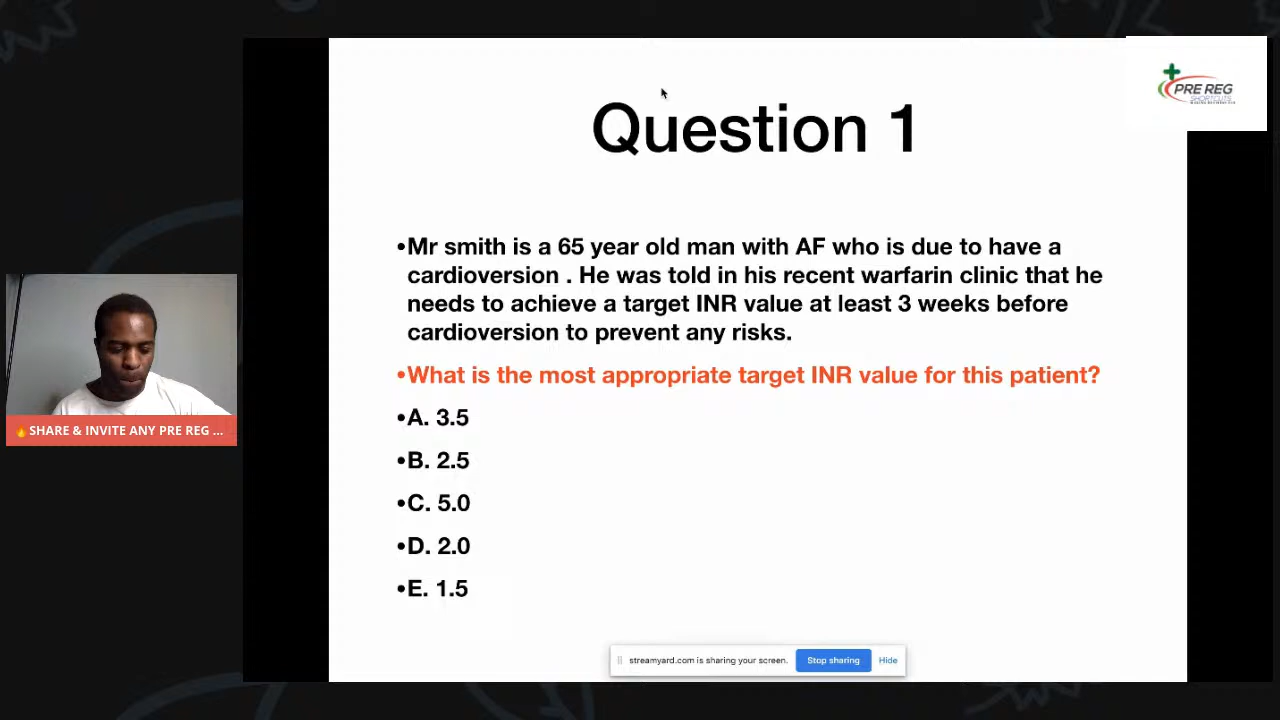 Question 1
•Mr smith is a 65 year old man with AF who is due to have a
cardioversion . He was told in his recent warfarin clinic that he
needs to achieve a target INR value at least 3 weeks before
cardioversion to prevent any risks.
•What is the most appropriate target INR value for this patient?
•A. 3.5
•B. 2.5
•C. 5.0
•D. 2.0
•E. 1.5
PRE REG
SHORTCUTS
🔥SHARE & INVITE ANY PRE REG ...
streamyard.com is sharing your screen. Stop sharing Hide